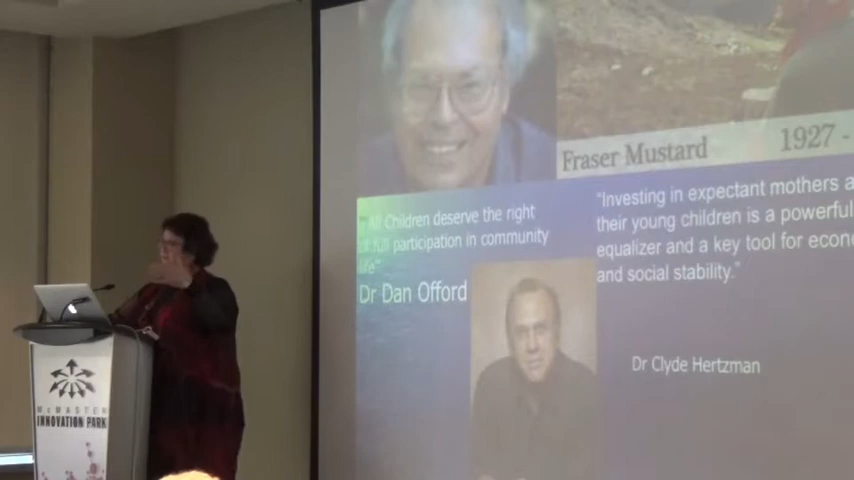 Fraser Mustard
1927 -
"All Children deserve the right
of full participation in community
life"
Dr Dan Offord
"Investing in expectant mothers a
their young children is a powerful
equalizer and a key tool for econo
and social stability."
Dr Clyde Hertzman
McMASTER
INNOVATION PARK